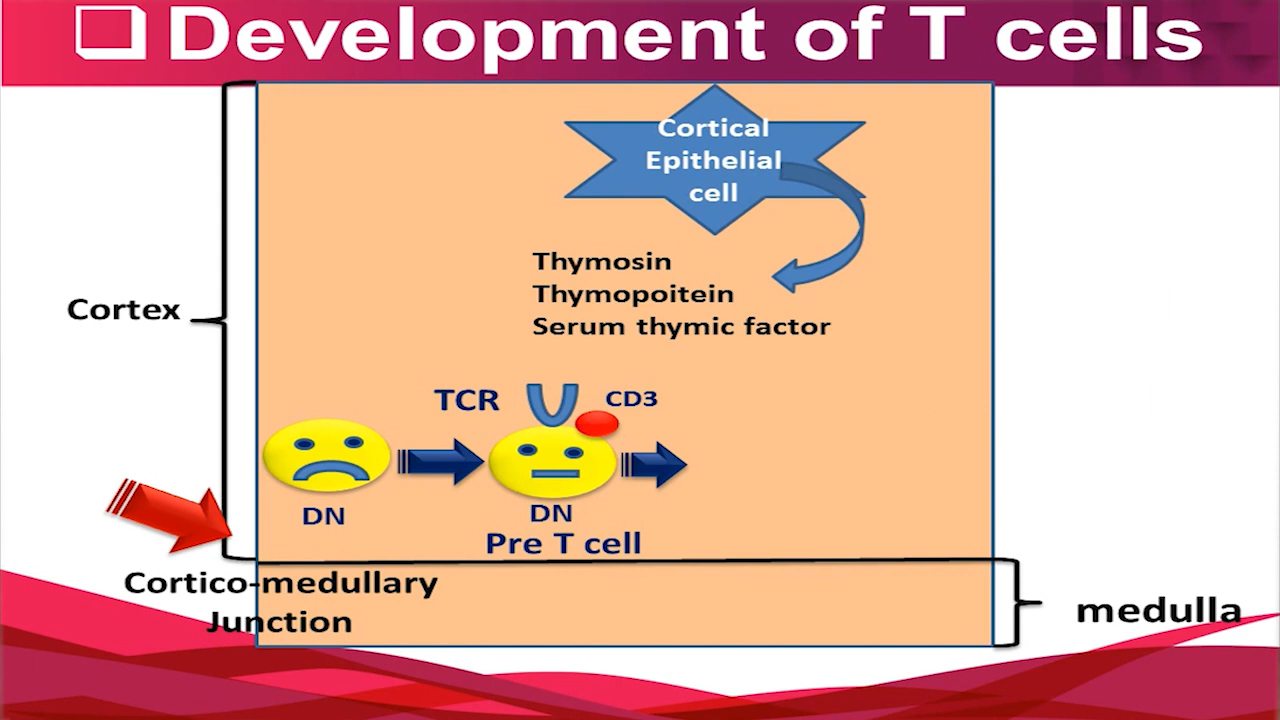 Development of T cells
Cortical
Epithelial
cell
Thymosin
Thymopoitein
Serum thymic factor
Cortex
TCR
CD3
DN
DN
Pre T cell
Cortico-medullary
Junction
medulla